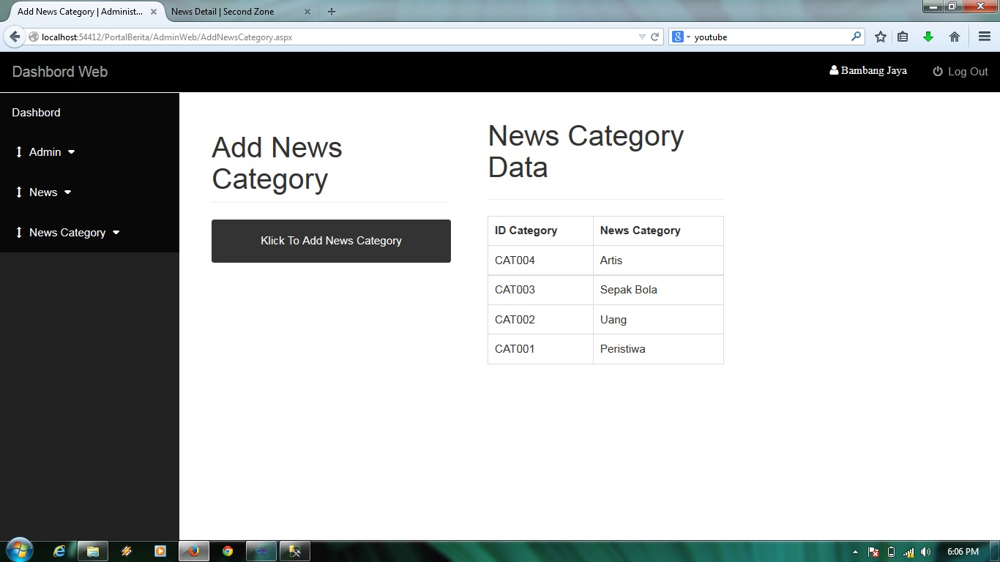 Add News Category | Administ...
News Detail | Second Zone
localhost:54412/PortalBerita/AdminWeb/AddNewsCategory.aspx
8 youtube
Dashbord Web
Bambang Jaya
Log Out
Dashbord
Admin
News
News Category
Add News
Category
Klick To Add News Category
News Category
Data
ID Category News Category
CAT004 Artis
CAT003 Sepak Bola
CAT002 Uang
CAT001 Peristiwa
6:06 PM